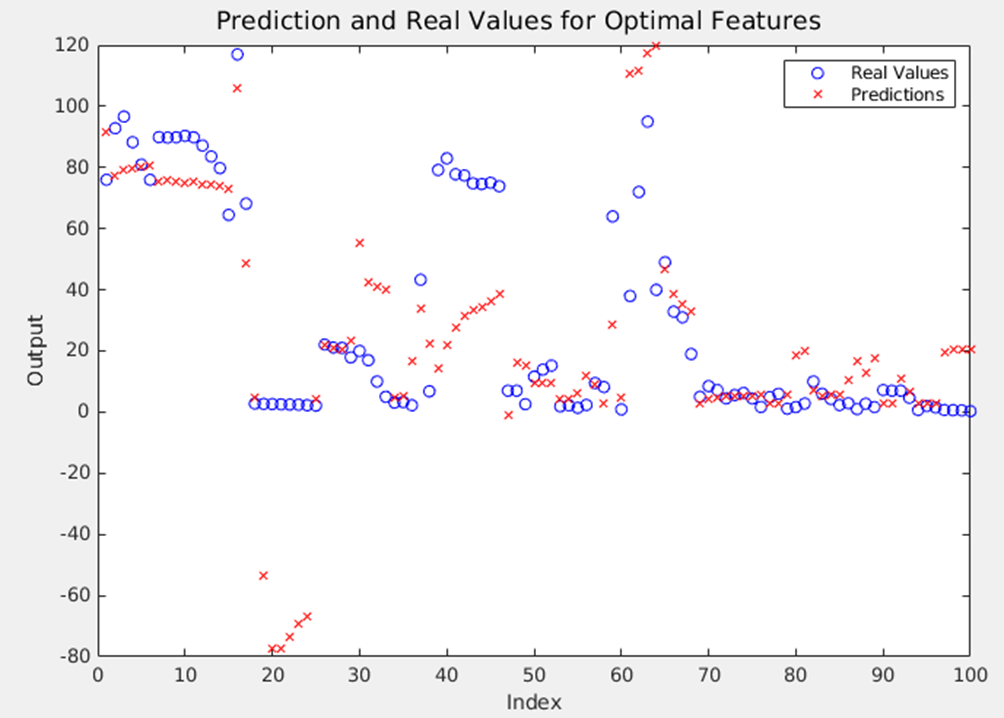 Prediction and Real Values for Optimal Features
120
100
80
60
40
20
0
-20
-40
-60
-80
Output
Real Values
Predictions
0 10 20 30 40 50 60 70 80 90 100
Index